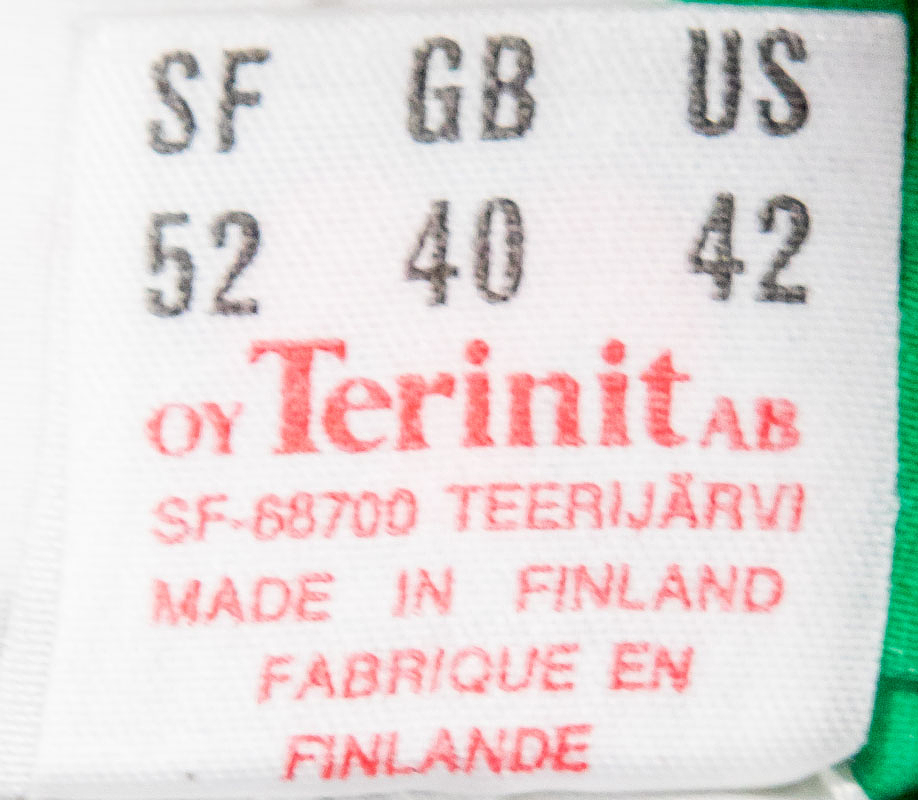 SF GB US
52 40 42
OY Terinit AB
SF-68700 TEERIJÄRVI
MADE IN FINLAND
FABRIQUE EN
FINLANDE